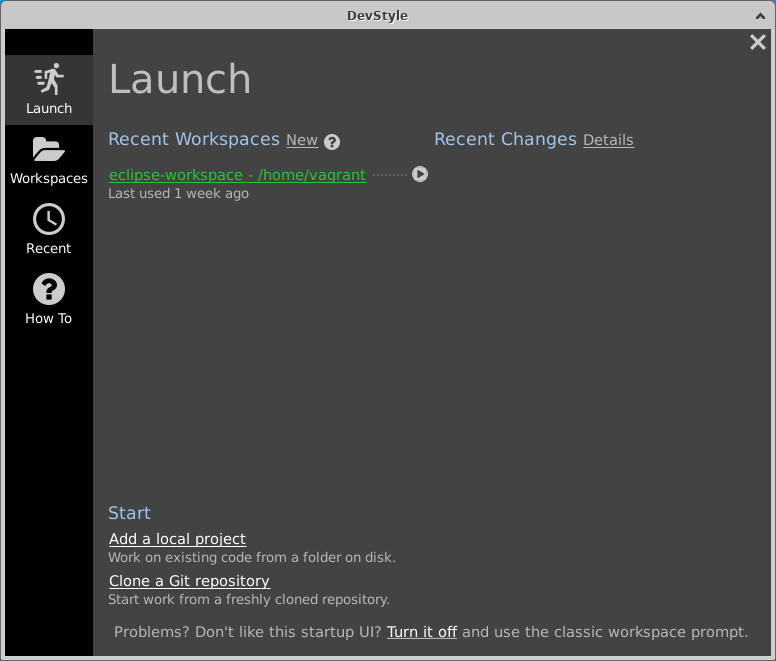 DevStyle
Launch
Launch
Workspaces
Recent
How To
Recent Workspaces New ?
eclipse-workspace - /home/vagrant
Last used 1 week ago
Recent Changes Details
Start
Add a local project
Work on existing code from a folder on disk.
Clone a Git repository
Start work from a freshly cloned repository.
Problems? Don't like this startup UI? Turn it off and use the classic workspace prompt.